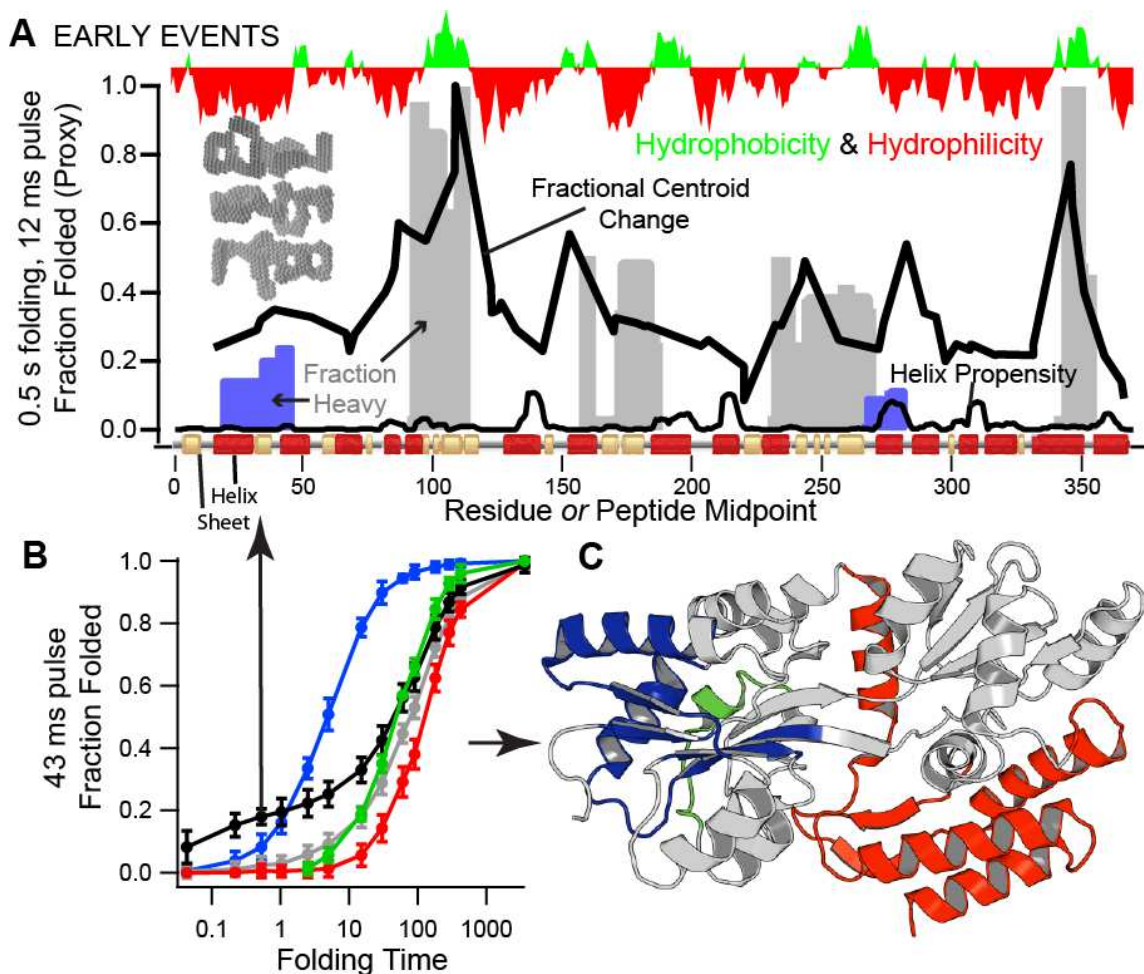 A EARLY EVENTS
0.5 s folding, 12 ms pulse
Fraction Folded (Proxy)
1.0
0.8
0.6
0.4
0.2
0.0
Hydrophobicity & Hydrophilicity
Fractional Centroid
Change
Fraction
Heavy
Helix Propensity
0
50
100
150
200
250
300
350
Helix
Sheet
Residue or Peptide Midpoint
B
43 ms pulse
Fraction Folded
1.0
0.8
0.6
0.4
0.2
0.0
0.1
1
10
100
1000
Folding Time
C